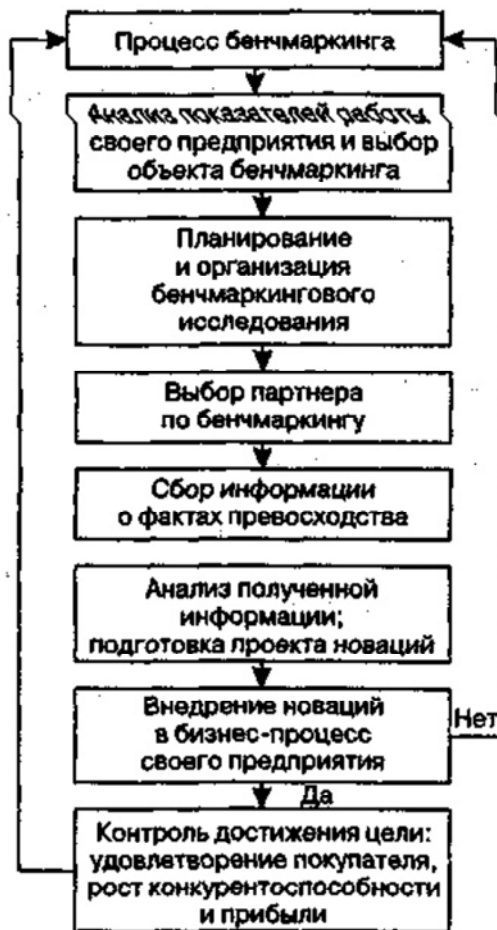 Процесс бенчмаркинга
Анализ показателей работы
своего предприятия и выбор
объекта бенчмаркинга
Планирование
и организация
бенчмаркингового
исследования
Выбор партнера
по бенчмаркингу
Сбор информации
о фактах превосходства
Анализ полученной
информации;
подготовка проекта новаций
Внедрение новаций
в бизнес-процесс
своего предприятия
Нет
Да
Контроль достижения цели:
удовлетворение покупателя,
рост конкурентоспособности
и прибыли